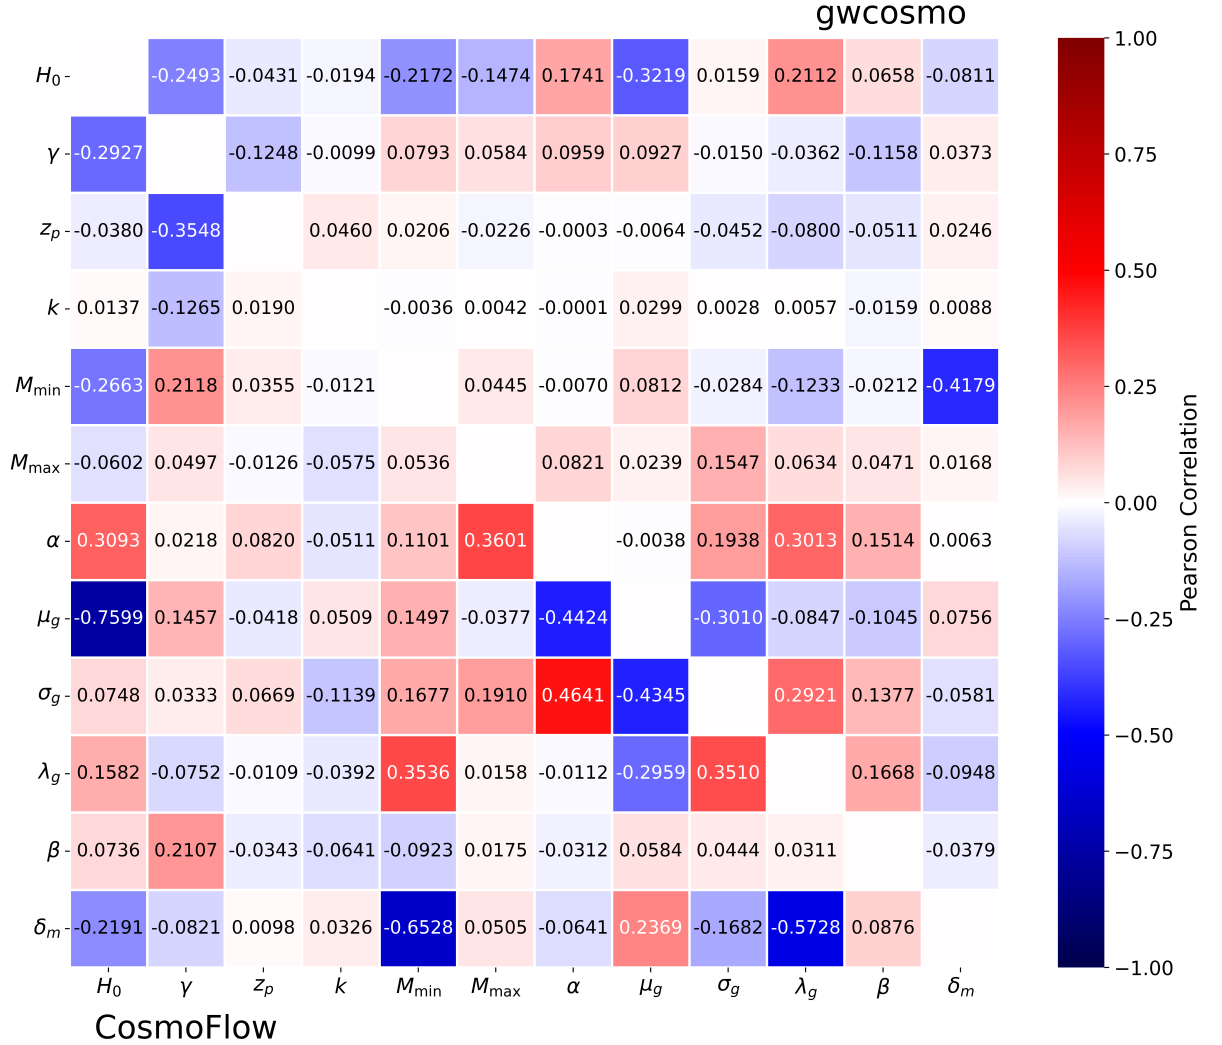 gwcosmo
H₀ -0.2493 -0.0431 -0.0194 -0.2172 -0.1474 0.1741 -0.3219 0.0159 0.2112 0.0658 -0.0811
γ -0.2927 -0.1248 -0.0099 0.0793 0.0584 0.0959 0.0927 -0.0150 -0.0362 -0.1158 0.0373
zₚ -0.0380 -0.3548 0.0460 0.0206 -0.0226 -0.0003 -0.0064 -0.0452 -0.0800 -0.0511 0.0246
k 0.0137 -0.1265 0.0190 -0.0036 0.0042 -0.0001 0.0299 0.0028 0.0057 -0.0159 0.0088
M_min -0.2663 0.2118 0.0355 -0.0121 0.0445 -0.0070 0.0812 -0.0284 -0.1233 -0.0212 -0.4179
M_max -0.0602 0.0497 -0.0126 -0.0575 0.0536 0.0821 0.0239 0.1547 0.0634 0.0471 0.0168
α 0.3093 0.0218 0.0820 -0.0511 0.1101 0.3601 -0.0038 0.1938 0.3013 0.1514 0.0063
μ_g -0.7599 0.1457 -0.0418 0.0509 0.1497 -0.0377 -0.4424 -0.3010 -0.0847 -0.1045 0.0756
σ_g 0.0748 0.0333 0.0669 -0.1139 0.1677 0.1910 0.4641 -0.4345 0.2921 0.1377 -0.0581
λ_g 0.1582 -0.0752 -0.0109 -0.0392 0.3536 0.0158 -0.0112 -0.2959 0.3510 0.1668 -0.0948
β 0.0736 0.2107 -0.0343 -0.0641 -0.0923 0.0175 -0.0312 0.0584 0.0444 0.0311 -0.0379
δ_m -0.2191 -0.0821 0.0098 0.0326 -0.6528 0.0505 -0.0641 0.2369 -0.1682 -0.5728 0.0876
H₀ γ zₚ k M_min M_max α μ_g σ_g λ_g β δ_m
CosmoFlow
1.00
0.75
0.50
0.25
0.00
−0.25
−0.50
−0.75
−1.00
Pearson Correlation